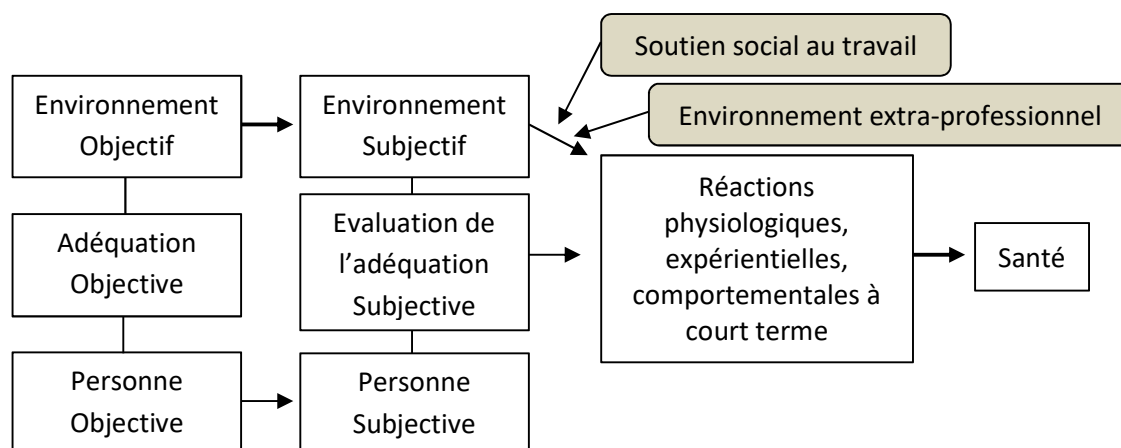 Soutien social au travail
Environnement
Objectif
Environnement
Subjectif
Environnement extra-professionnel
Adéquation
Objective
Evaluation de
l’adéquation
Subjective
Réactions
physiologiques,
expérientielles,
comportementales à
court terme
Santé
Personne
Objective
Personne
Subjective